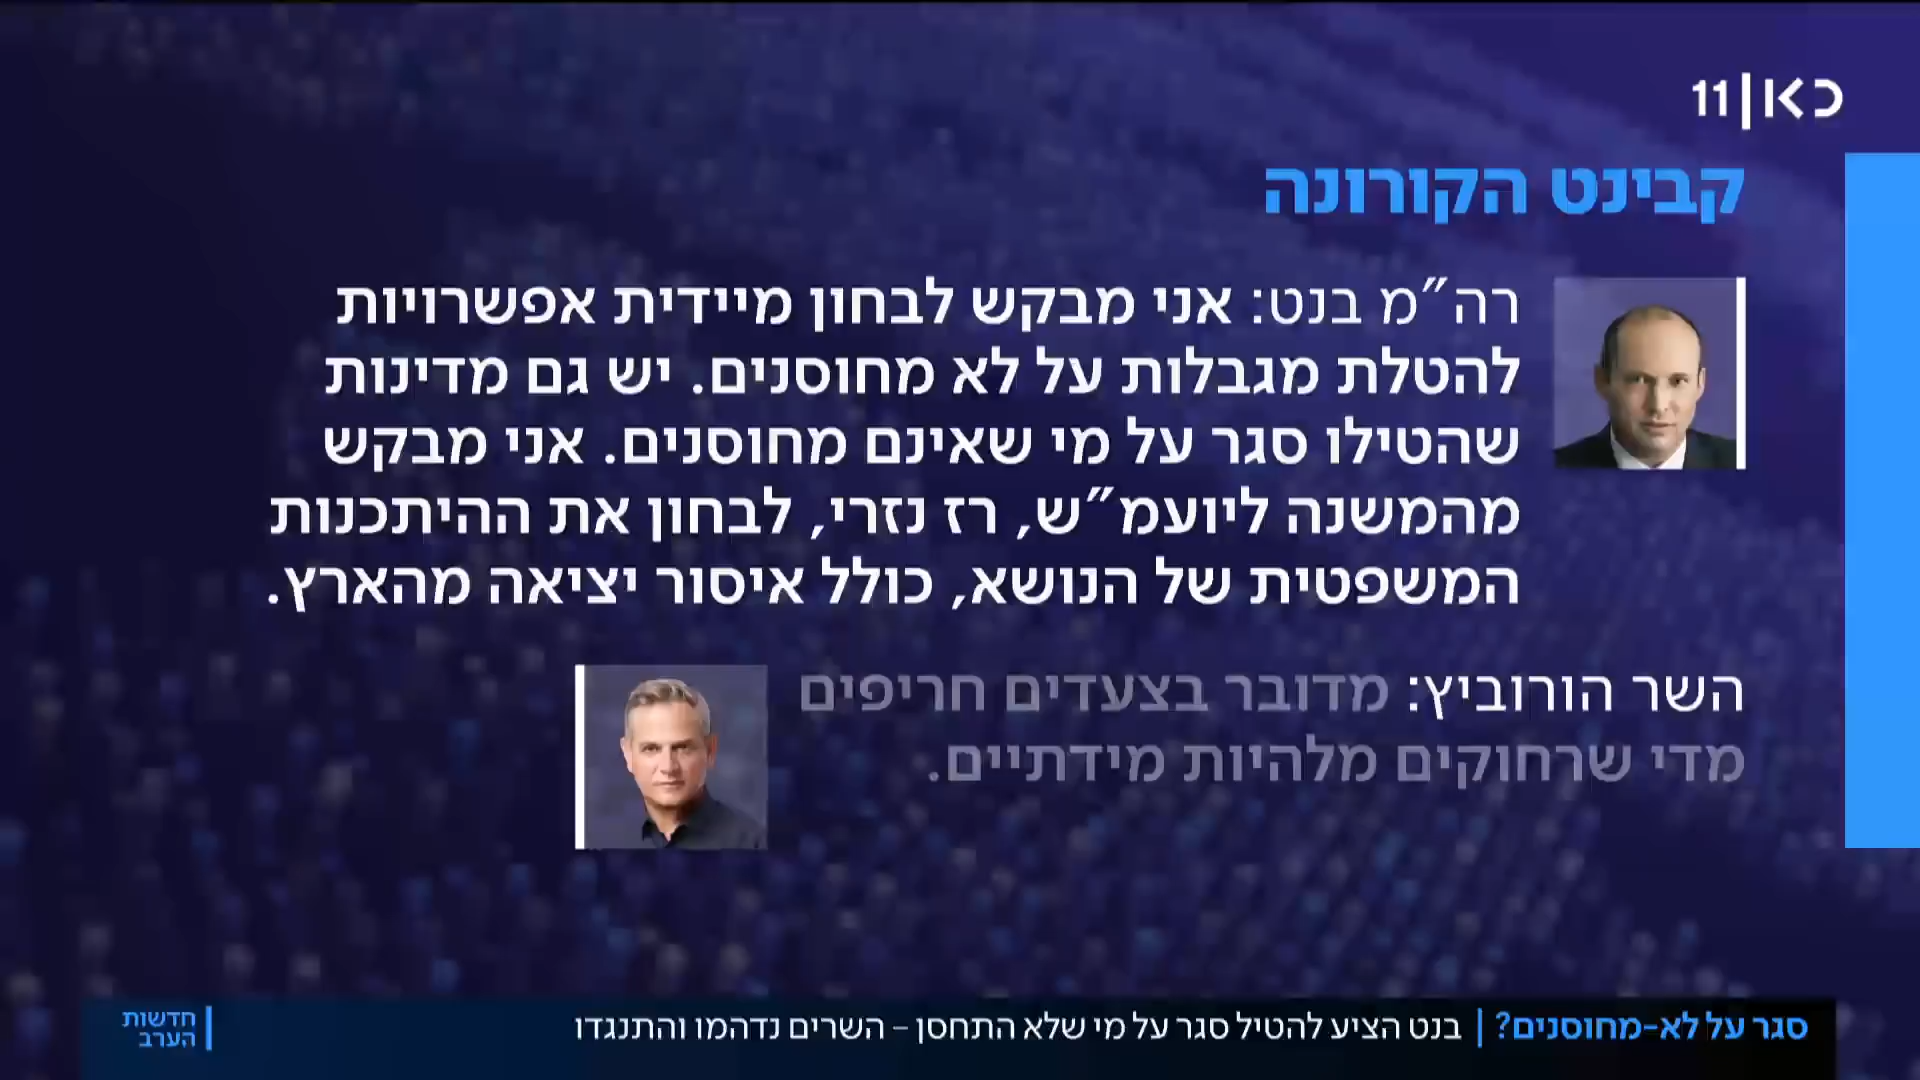 כאן|11
קבינט הקורונה
רה״מ בנט: אני מבקש לבחון מיידית אפשרויות
להטלת מגבלות על לא מחוסנים. יש גם מדינות
שהטילו סגר על מי שאינם מחוסנים. אני מבקש
מהמשנה ליועמ״ש, רז נזרי, לבחון את ההיתכנות
המשפטית של הנושא, כולל איסור יציאה מהארץ.
השר הורוביץ: מדובר בצעדים חריפים
מדי שרחוקים מלהיות מידתיים.
סגר על לא-מחוסנים? | בנט הציע להטיל סגר על מי שלא התחסן – השרים נדהמו והתנגדו
חדשות
הערב